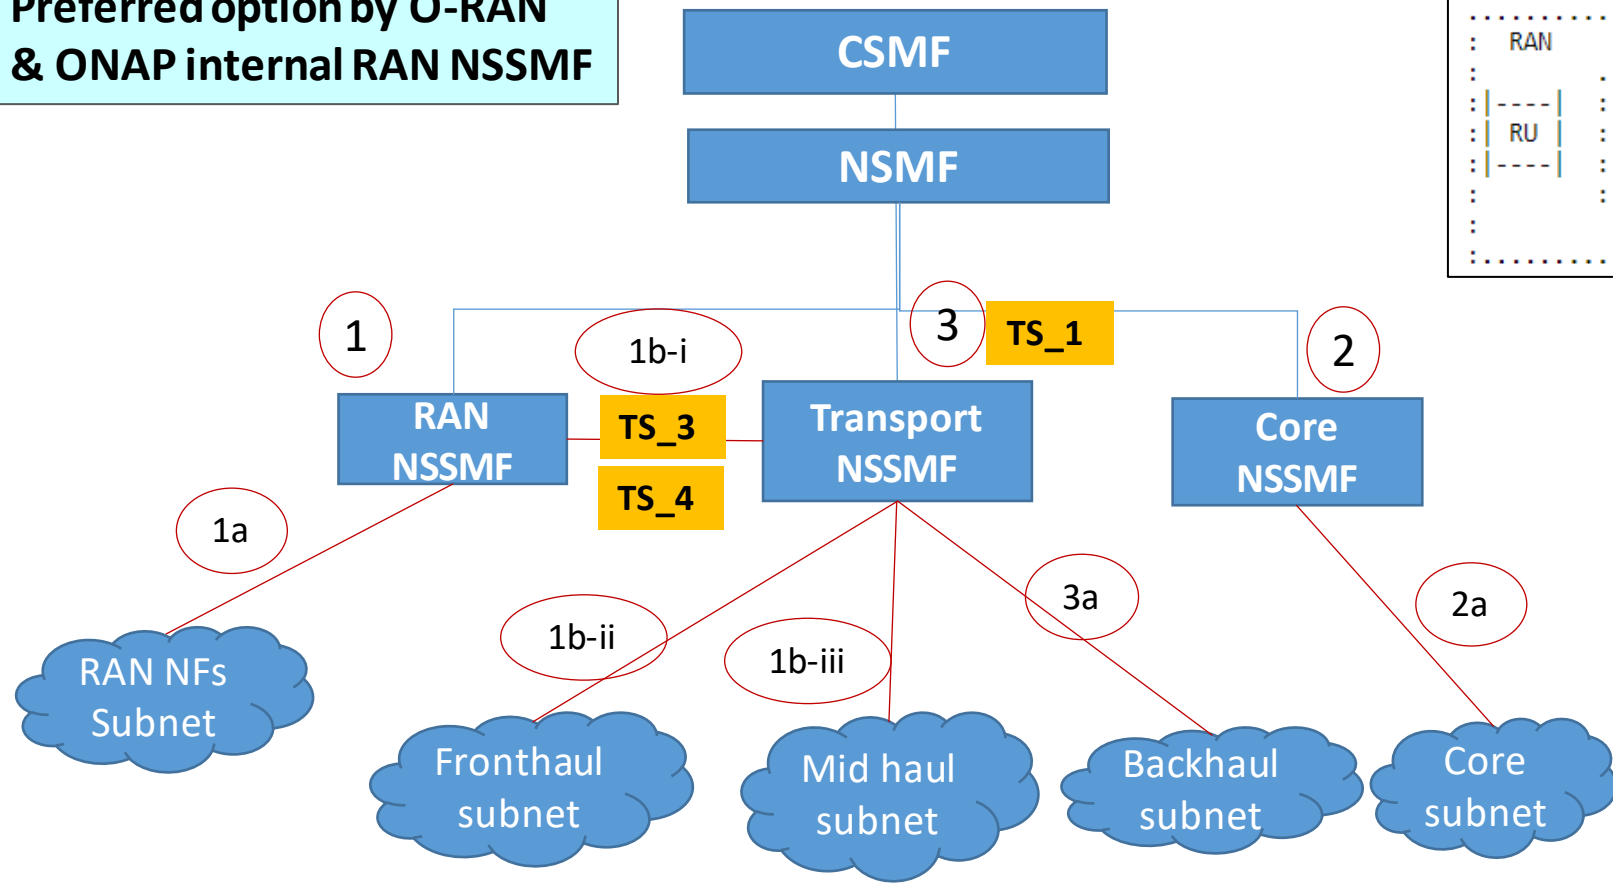 Preferred option by O-RAN
& ONAP internal RAN NSSMF
CSMF
NSMF
..........
: RAN
: .
:|----| :
:| RU | :
:|----| :
: :
:
:.........
1
1b-i
3
TS_1
2
RAN
NSSMF
TS_3
TS_4
Transport
NSSMF
Core
NSSMF
1a
1b-ii
1b-iii
3a
2a
RAN NFs
Subnet
Fronthaul
subnet
Mid haul
subnet
Backhaul
subnet
Core
subnet